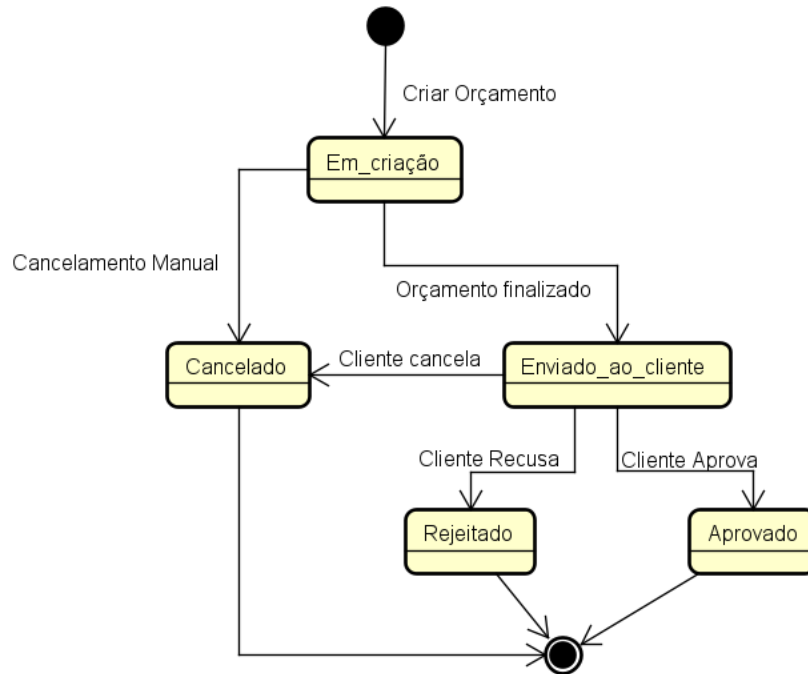 Criar Orçamento
Em_criação
Cancelamento Manual
Orçamento finalizado
Cancelado
Cliente cancela
Enviado_ao_cliente
Cliente Recusa
Cliente Aprova
Rejeitado
Aprovado